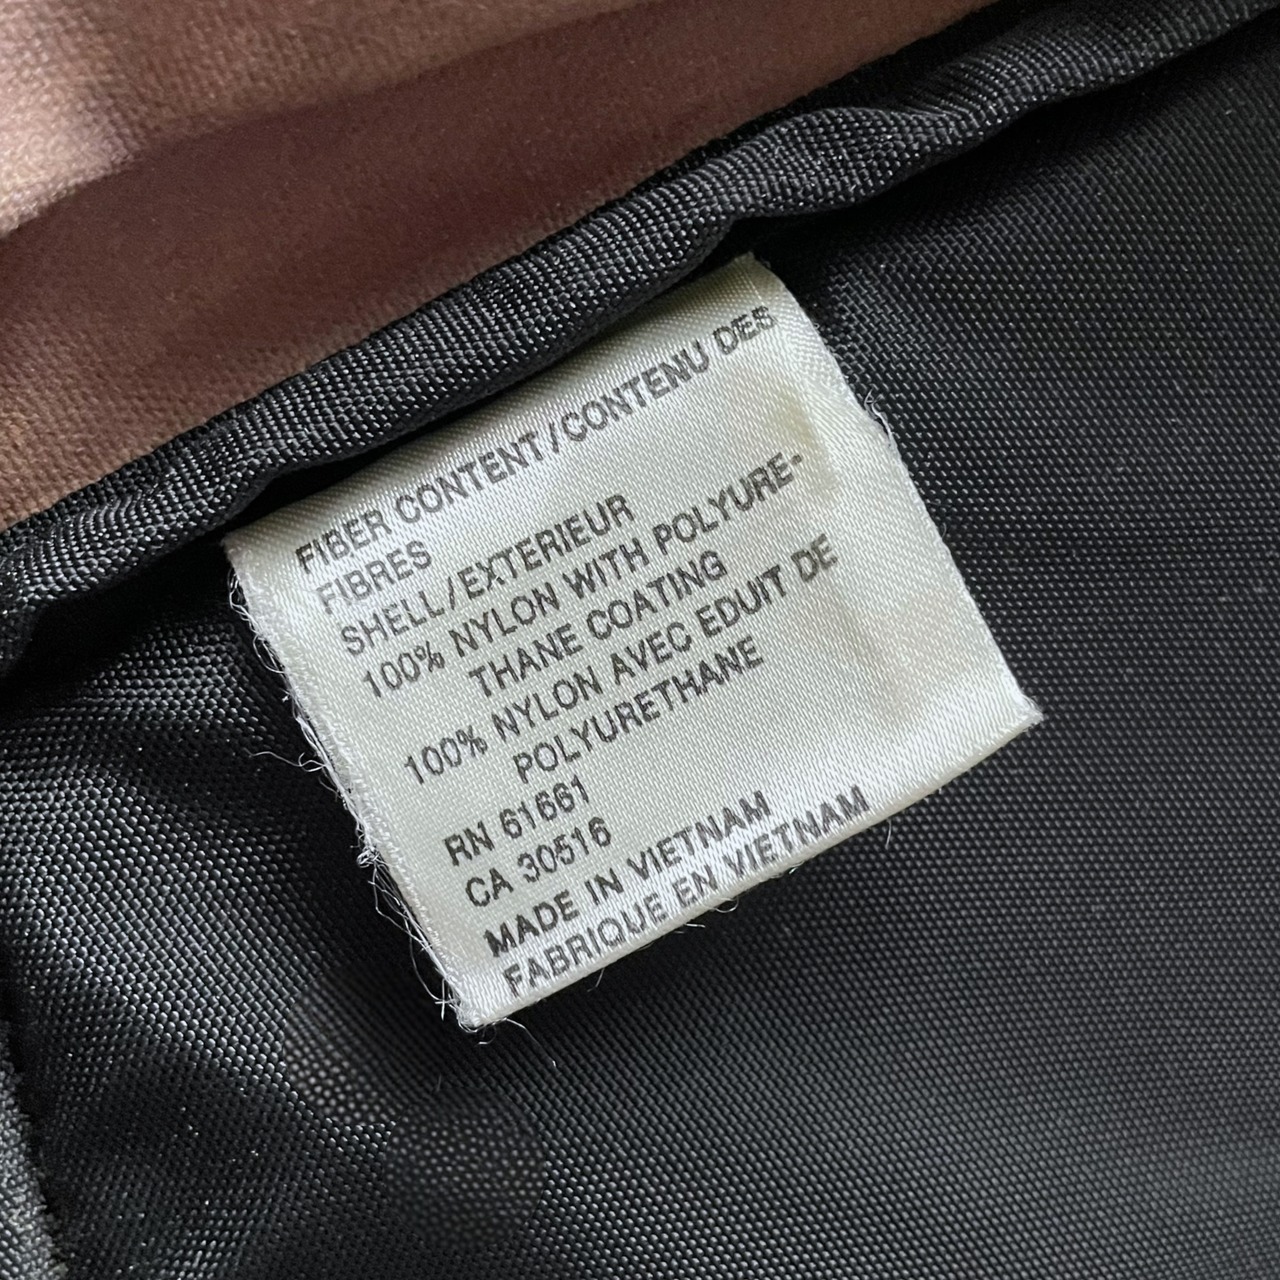 FIBER CONTENT/CONTENU DES
FIBRES
SHELL/EXTERIEUR
100% NYLON WITH POLYURE-
THANE COATING
100% NYLON AVEC EDUIT DE
POLYURETHANE
RN 61661
CA 30516
MADE IN VIETNAM
FABRIQUE EN VIETNAM